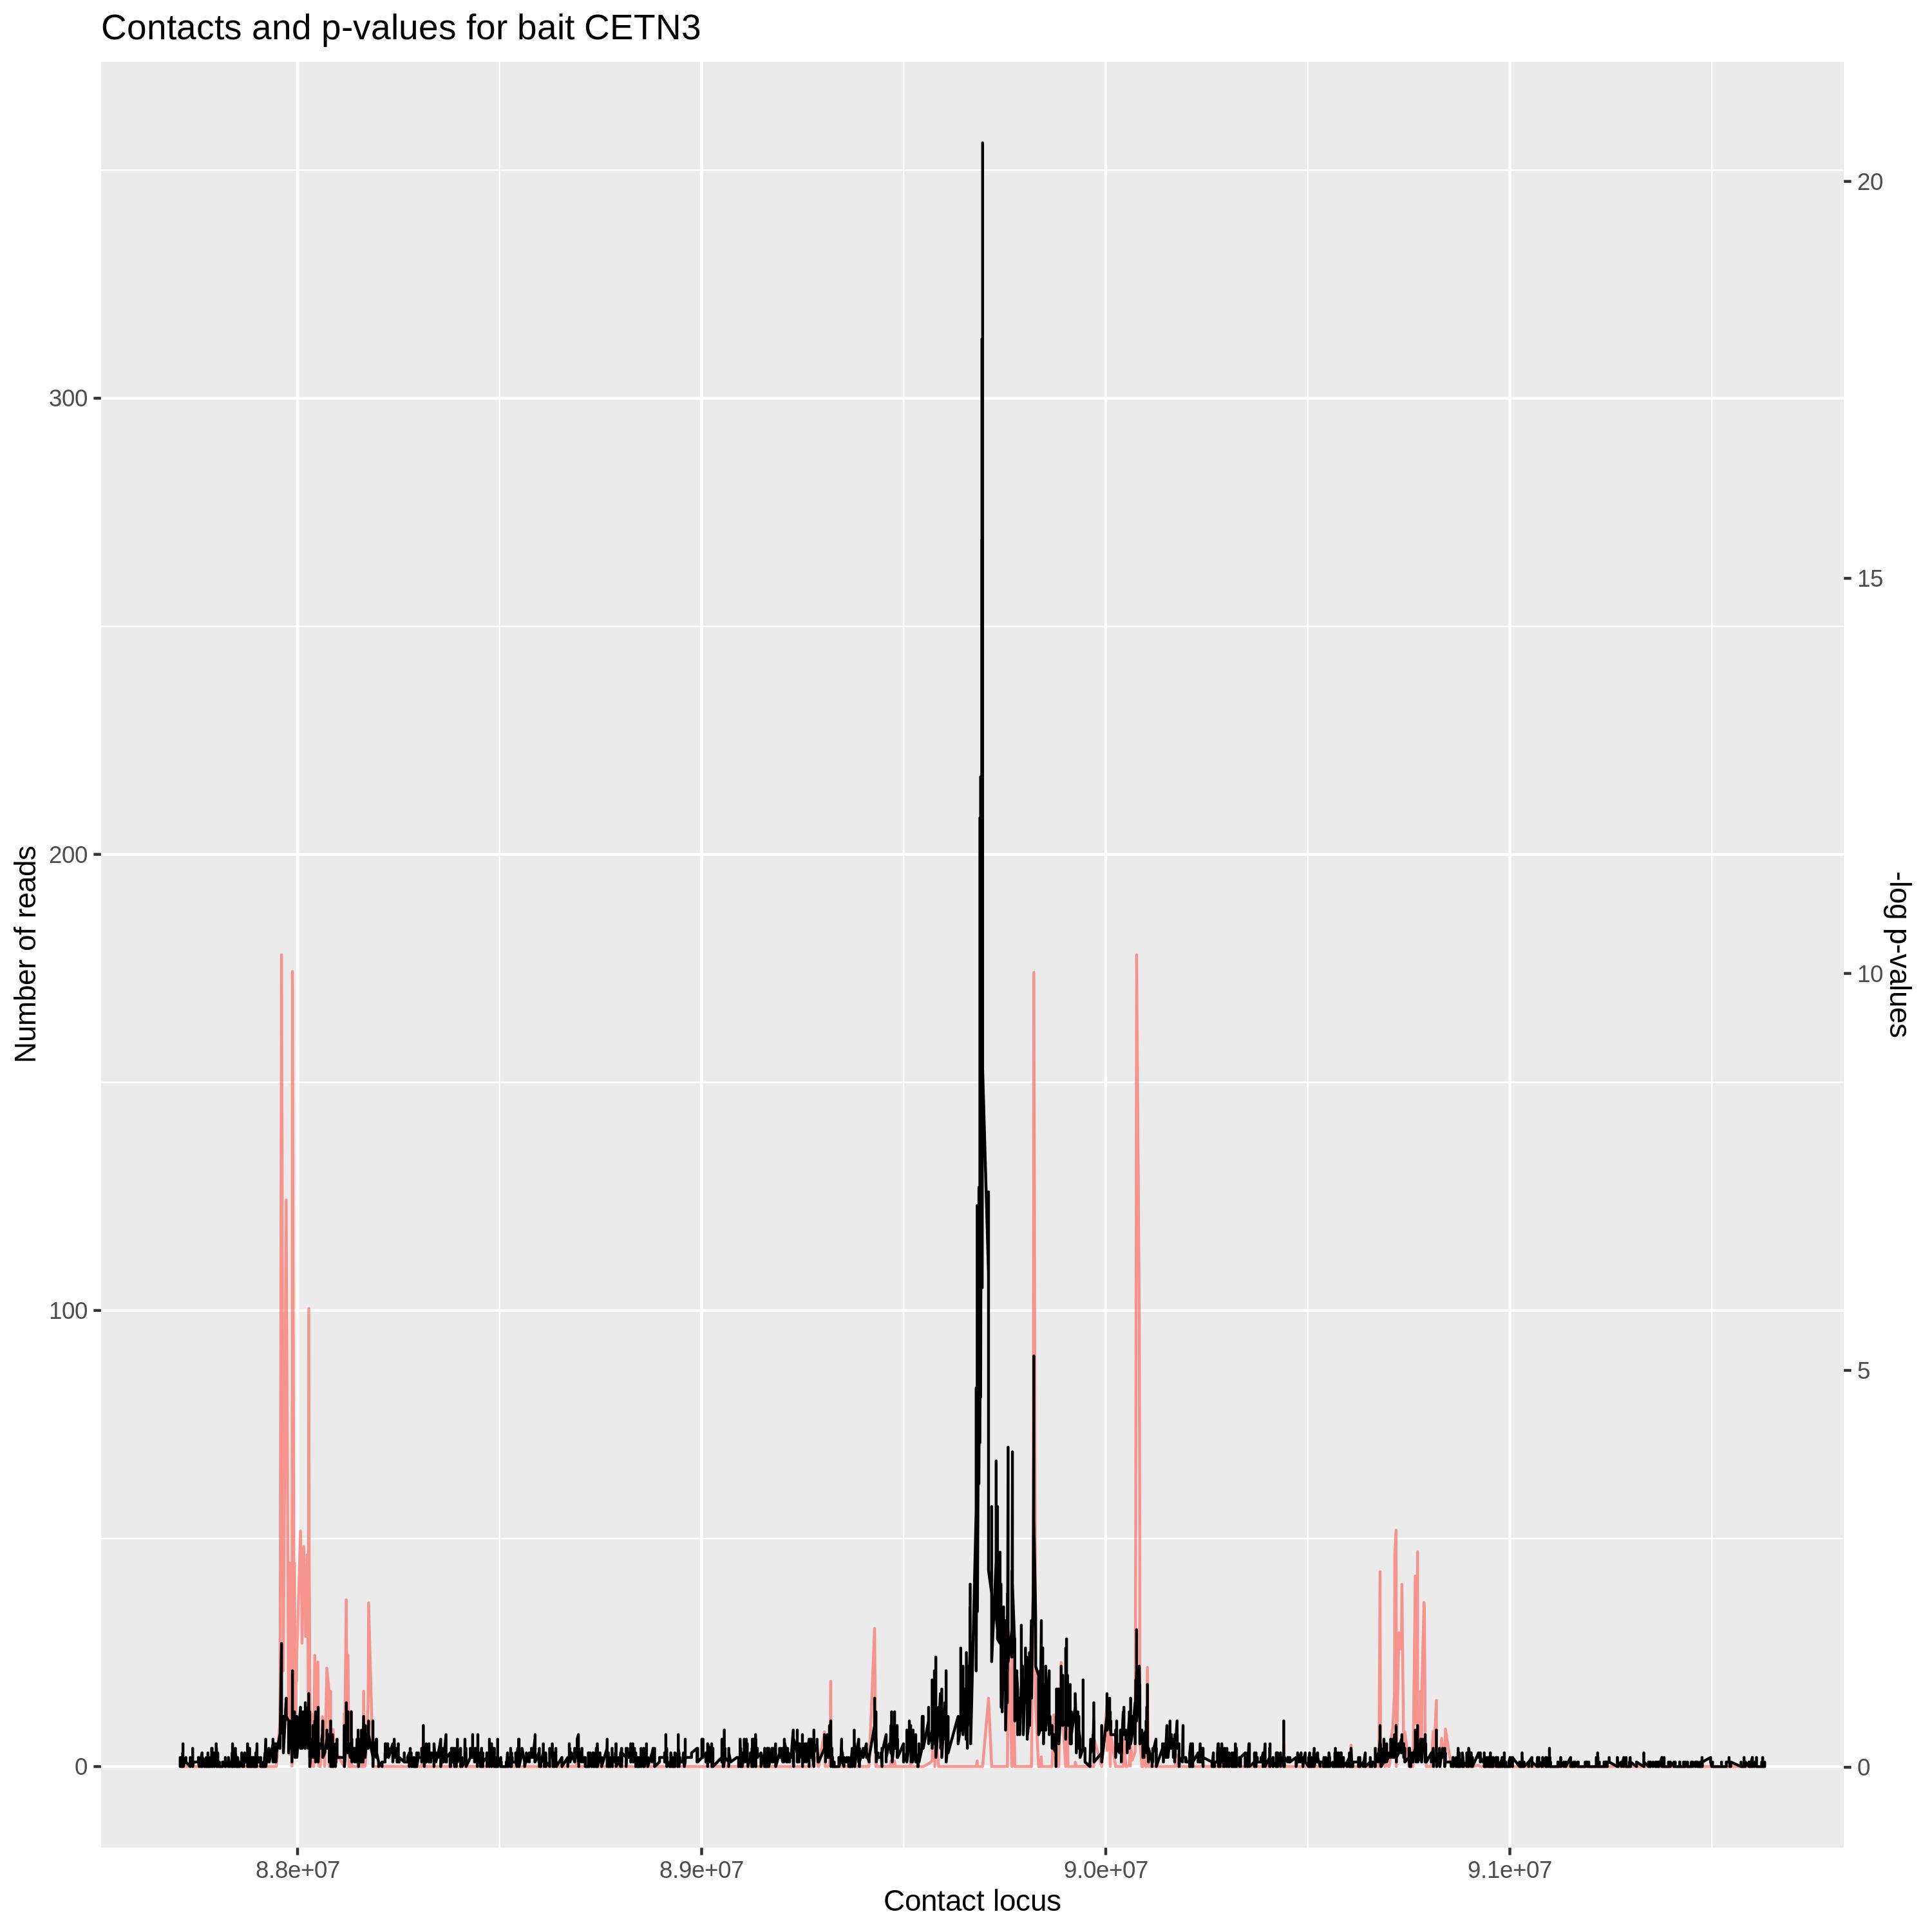 Contacts and p-values for bait CETN3
Number of reads
300
200
100
0
20
15
10
5
0
-log p-values
8.8e+07
8.9e+07
9.0e+07
9.1e+07
Contact locus